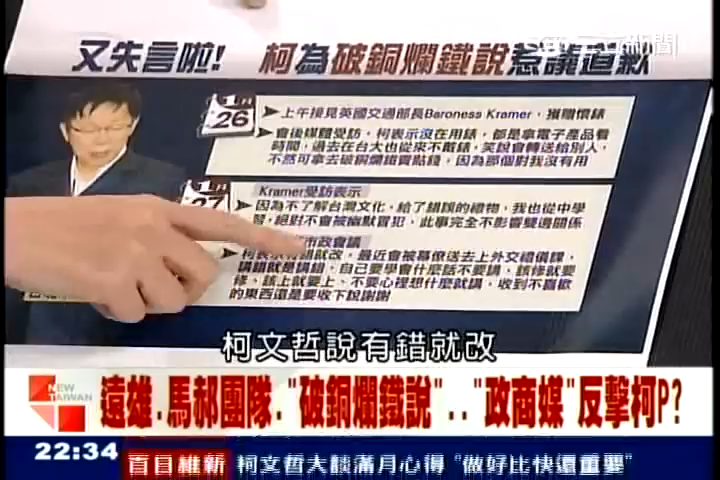 三立新聞
又失言啦! 柯為破銅爛鐵說惹議道歉
26
上午接見英國交通部長Baroness Kramer,獲贈懷錶
會後媒體受訪,柯表示沒在用錶,都是拿電子產品看
時間,過去在台大也從來不戴錶,笑說會轉送給別人,
不然可拿去破銅爛鐵賣點錢,因為那個對我沒有用
27
Kramer受訪表示
因為不了解台灣文化,給了錯誤的禮物,我也從中學
習,絕對不會被幽默冒犯,此事完全不影響雙邊關係
市政會議
柯表示有錯就改,最近會被幕僚送去上外交禮儀課,
講錯就是講錯,自己要學會什麼話不要講,該修就要
修、該上就要上、不要心裡想什麼就講,收到不喜歡
的東西還是要收下說謝謝
柯文哲說有錯就改
NEW TAIWAN
遠雄.馬郝團隊."破銅爛鐵說".."政商媒"反擊柯P?
22:34
百日維新 柯文哲大談滿月心得 "做好比快還重要"